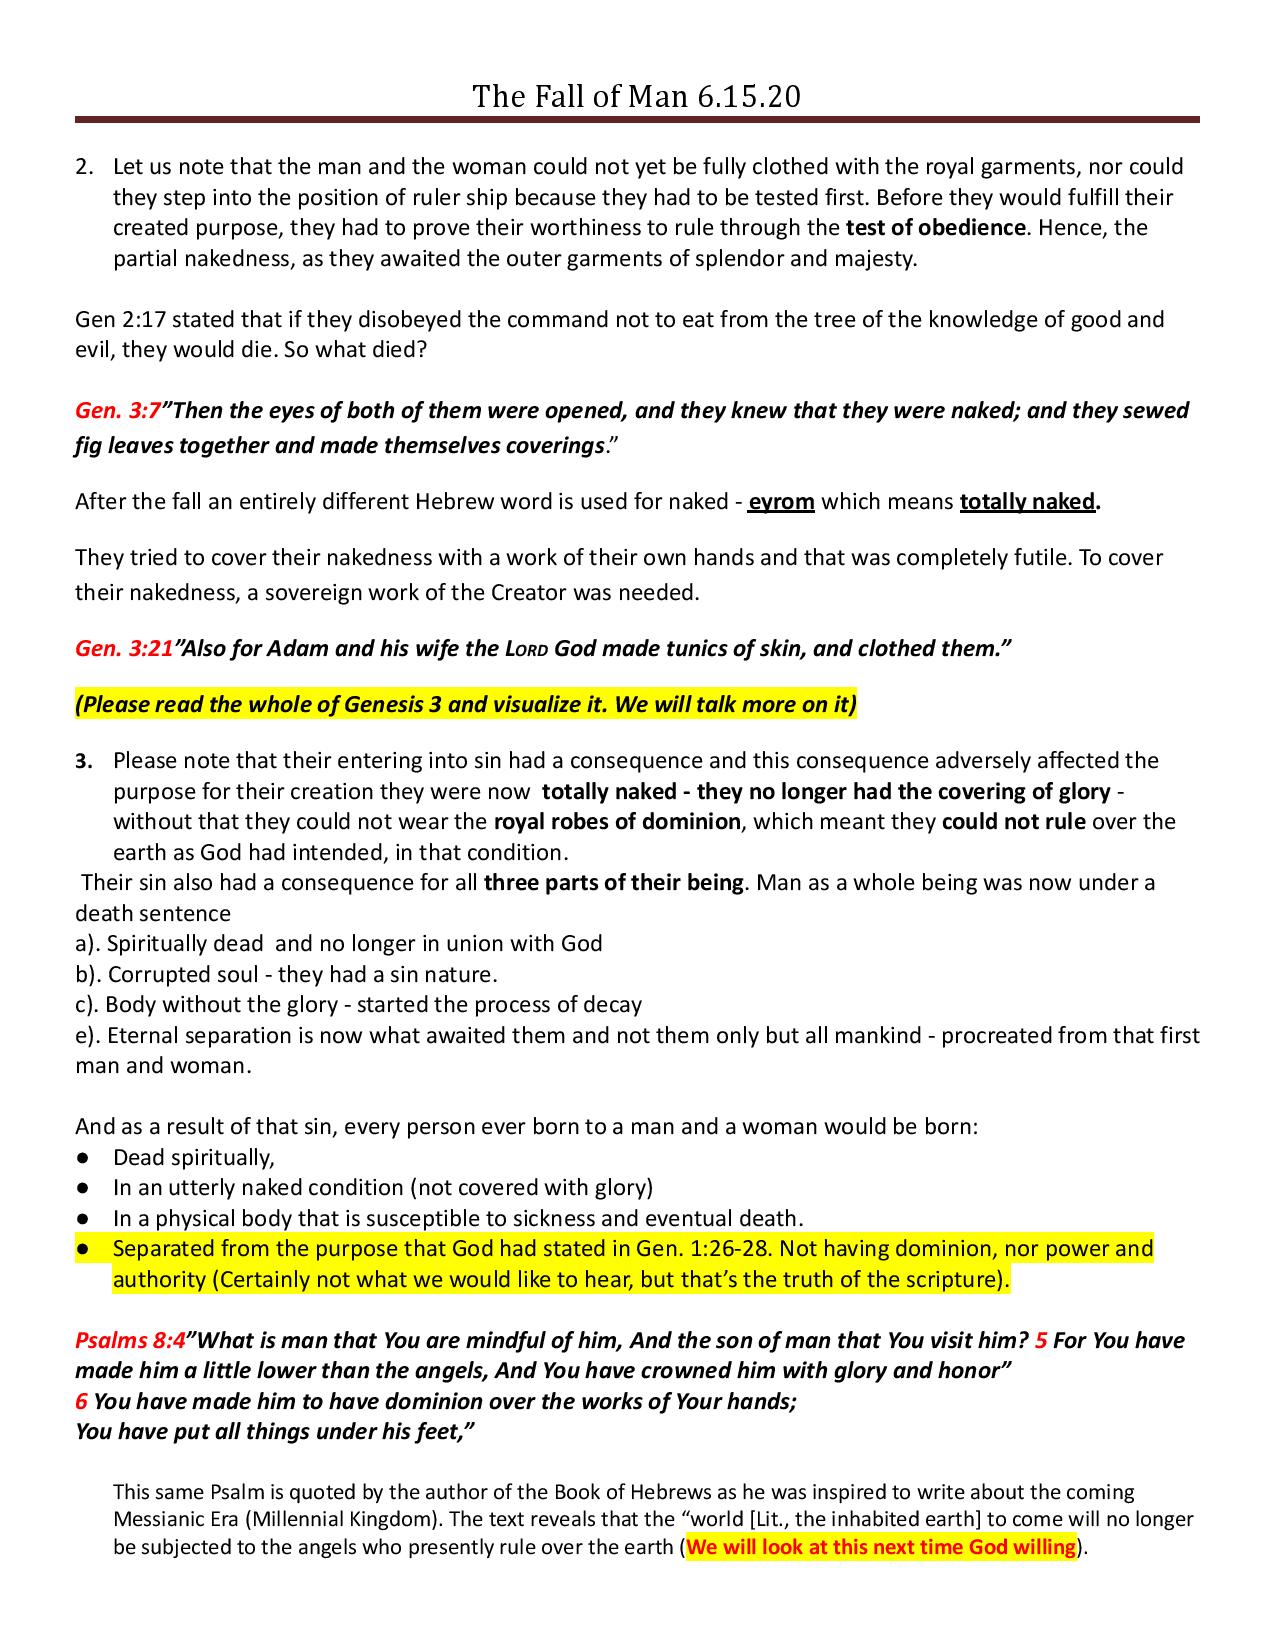 The Fall of Man 6.15.20
2. Let us note that the man and the woman could not yet be fully clothed with the royal garments, nor could
they step into the position of ruler ship because they had to be tested first. Before they would fulfill their
created purpose, they had to prove their worthiness to rule through the test of obedience. Hence, the
partial nakedness, as they awaited the outer garments of splendor and majesty.
Gen 2:17 stated that if they disobeyed the command not to eat from the tree of the knowledge of good and
evil, they would die. So what died?
Gen. 3:7”Then the eyes of both of them were opened, and they knew that they were naked; and they sewed
fig leaves together and made themselves coverings.”
After the fall an entirely different Hebrew word is used for naked - eyrom which means totally naked.
They tried to cover their nakedness with a work of their own hands and that was completely futile. To cover
their nakedness, a sovereign work of the Creator was needed.
Gen. 3:21”Also for Adam and his wife the LORD God made tunics of skin, and clothed them.”
(Please read the whole of Genesis 3 and visualize it. We will talk more on it)
3. Please note that their entering into sin had a consequence and this consequence adversely affected the
purpose for their creation they were now  totally naked - they no longer had the covering of glory -
without that they could not wear the royal robes of dominion, which meant they could not rule over the
earth as God had intended, in that condition.
Their sin also had a consequence for all three parts of their being. Man as a whole being was now under a
death sentence
a). Spiritually dead  and no longer in union with God
b). Corrupted soul - they had a sin nature.
c). Body without the glory - started the process of decay
e). Eternal separation is now what awaited them and not them only but all mankind - procreated from that first
man and woman.
And as a result of that sin, every person ever born to a man and a woman would be born:
● Dead spiritually,
● In an utterly naked condition (not covered with glory)
● In a physical body that is susceptible to sickness and eventual death.
● Separated from the purpose that God had stated in Gen. 1:26-28. Not having dominion, nor power and
authority (Certainly not what we would like to hear, but that’s the truth of the scripture).
Psalms 8:4”What is man that You are mindful of him, And the son of man that You visit him? 5 For You have
made him a little lower than the angels, And You have crowned him with glory and honor”
6 You have made him to have dominion over the works of Your hands;
You have put all things under his feet,”
This same Psalm is quoted by the author of the Book of Hebrews as he was inspired to write about the coming
Messianic Era (Millennial Kingdom). The text reveals that the “world [Lit., the inhabited earth] to come will no longer
be subjected to the angels who presently rule over the earth (We will look at this next time God willing).